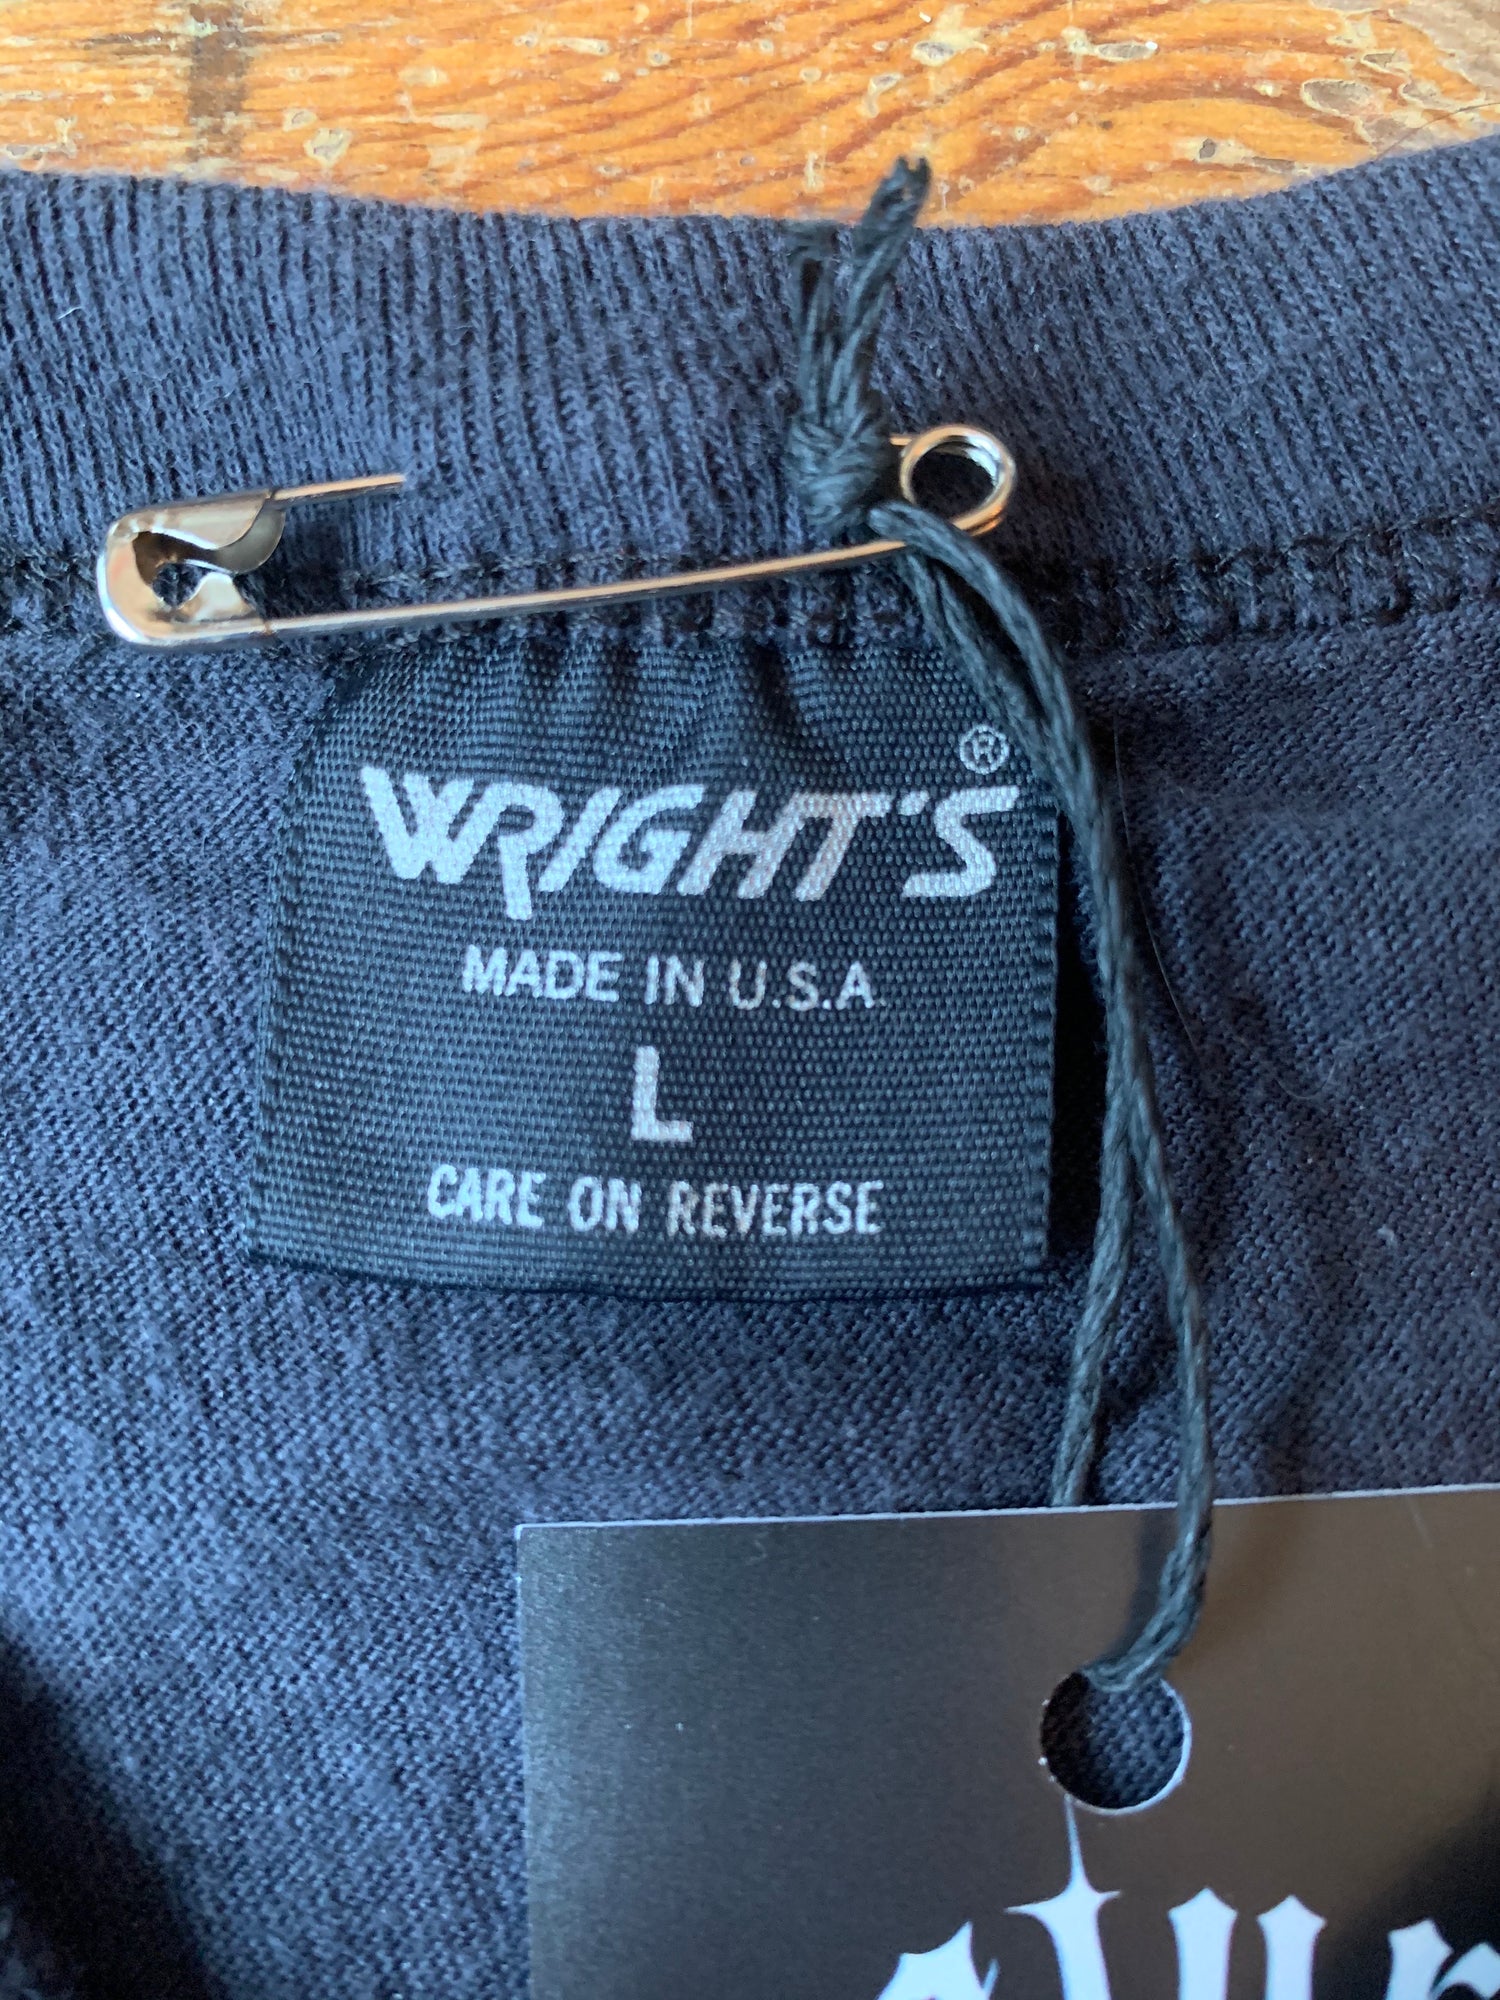 WRIGHT'S®
MADE IN U.S.A.
L
CARE ON REVERSE